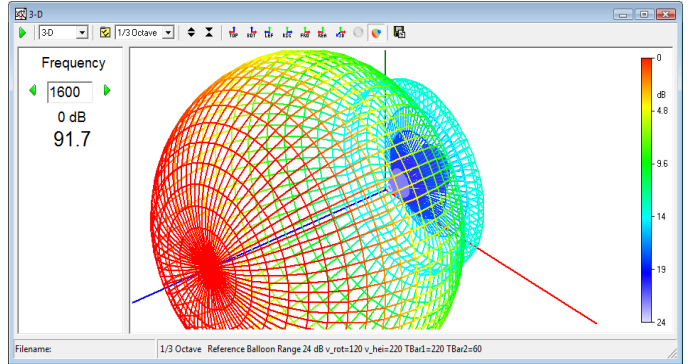 3-D
3-D 1/3 Octave
Frequency
1600
0 dB
91.7
0
dB
4.8
9.6
14
19
24
Filename:
1/3 Octave Reference Balloon Range 24 dB v_rot=120 v_hei=220 TBar1=220 TBar2=60